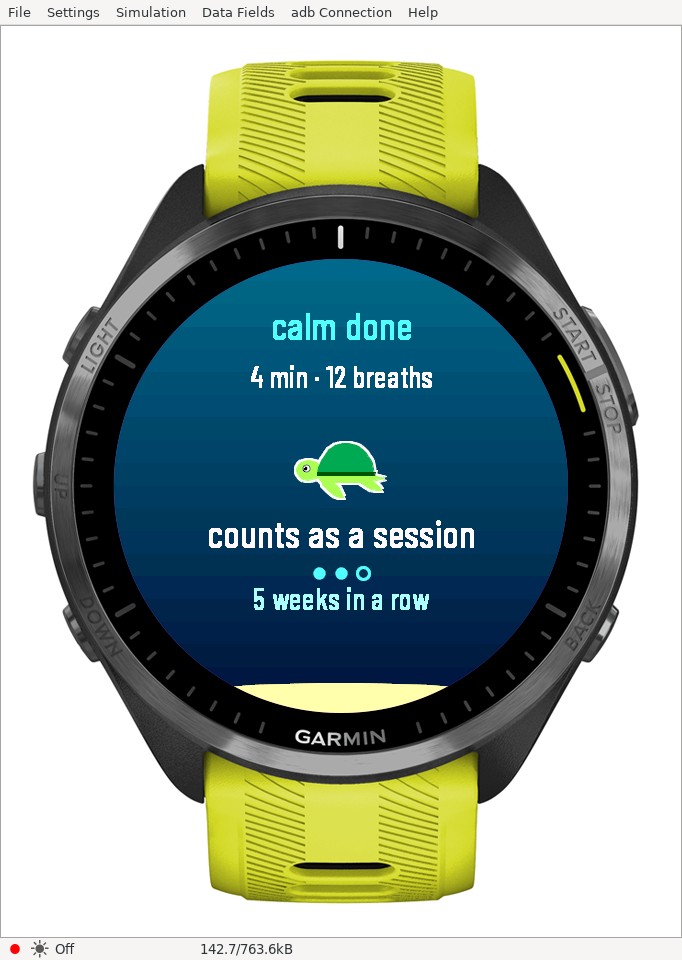 File Settings Simulation Data Fields adb Connection Help
LIGHT
START
STOP
UP
DOWN
BACK
calm done
4 min · 12 breaths
counts as a session
5 weeks in a row
GARMIN
Off 142.7/763.6kB